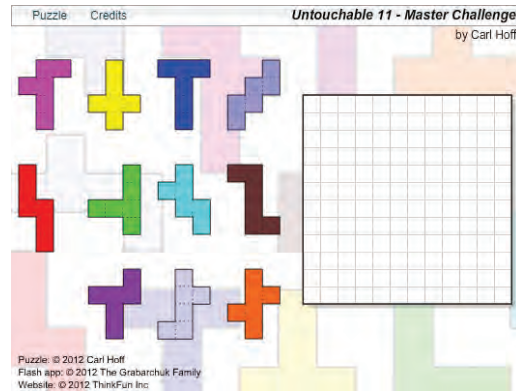 Puzzle Credits Untouchable 11 - Master Challenge
by Carl Hoff
Puzzle: © 2012 Carl Hoff
Flash app: © 2012 The Grabarchuk Family
Website: © 2012 ThinkFun Inc